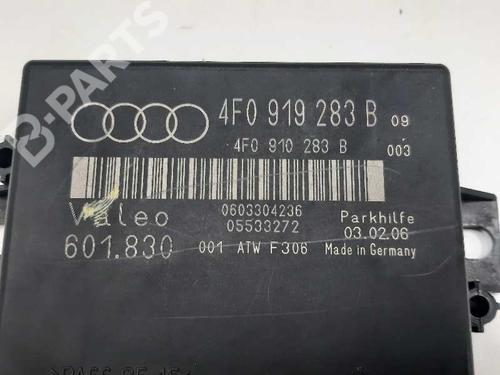 4F0 919 283 B 09
4F0 910 283 B 003
Valeo
0603304236
05533272
Parkhilfe
03.02.06
601.830 001 ATW F306 Made in Germany
B-PARTS